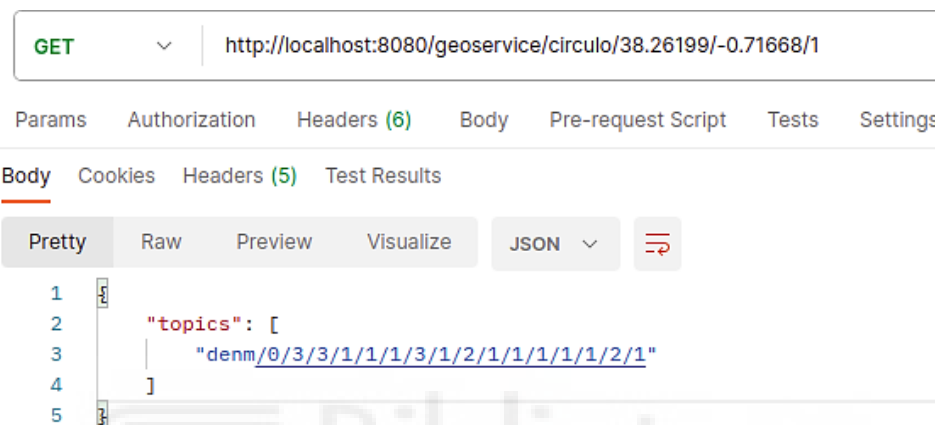 GET http://localhost:8080/geoservice/circulo/38.26199/-0.71668/1
Params Authorization Headers (6) Body Pre-request Script Tests Settings
Body Cookies Headers (5) Test Results
Pretty Raw Preview Visualize JSON
1 {
2 "topics": [
3 "denm/0/3/3/1/1/1/3/1/2/1/1/1/1/1/2/1"
4 ]
5 }